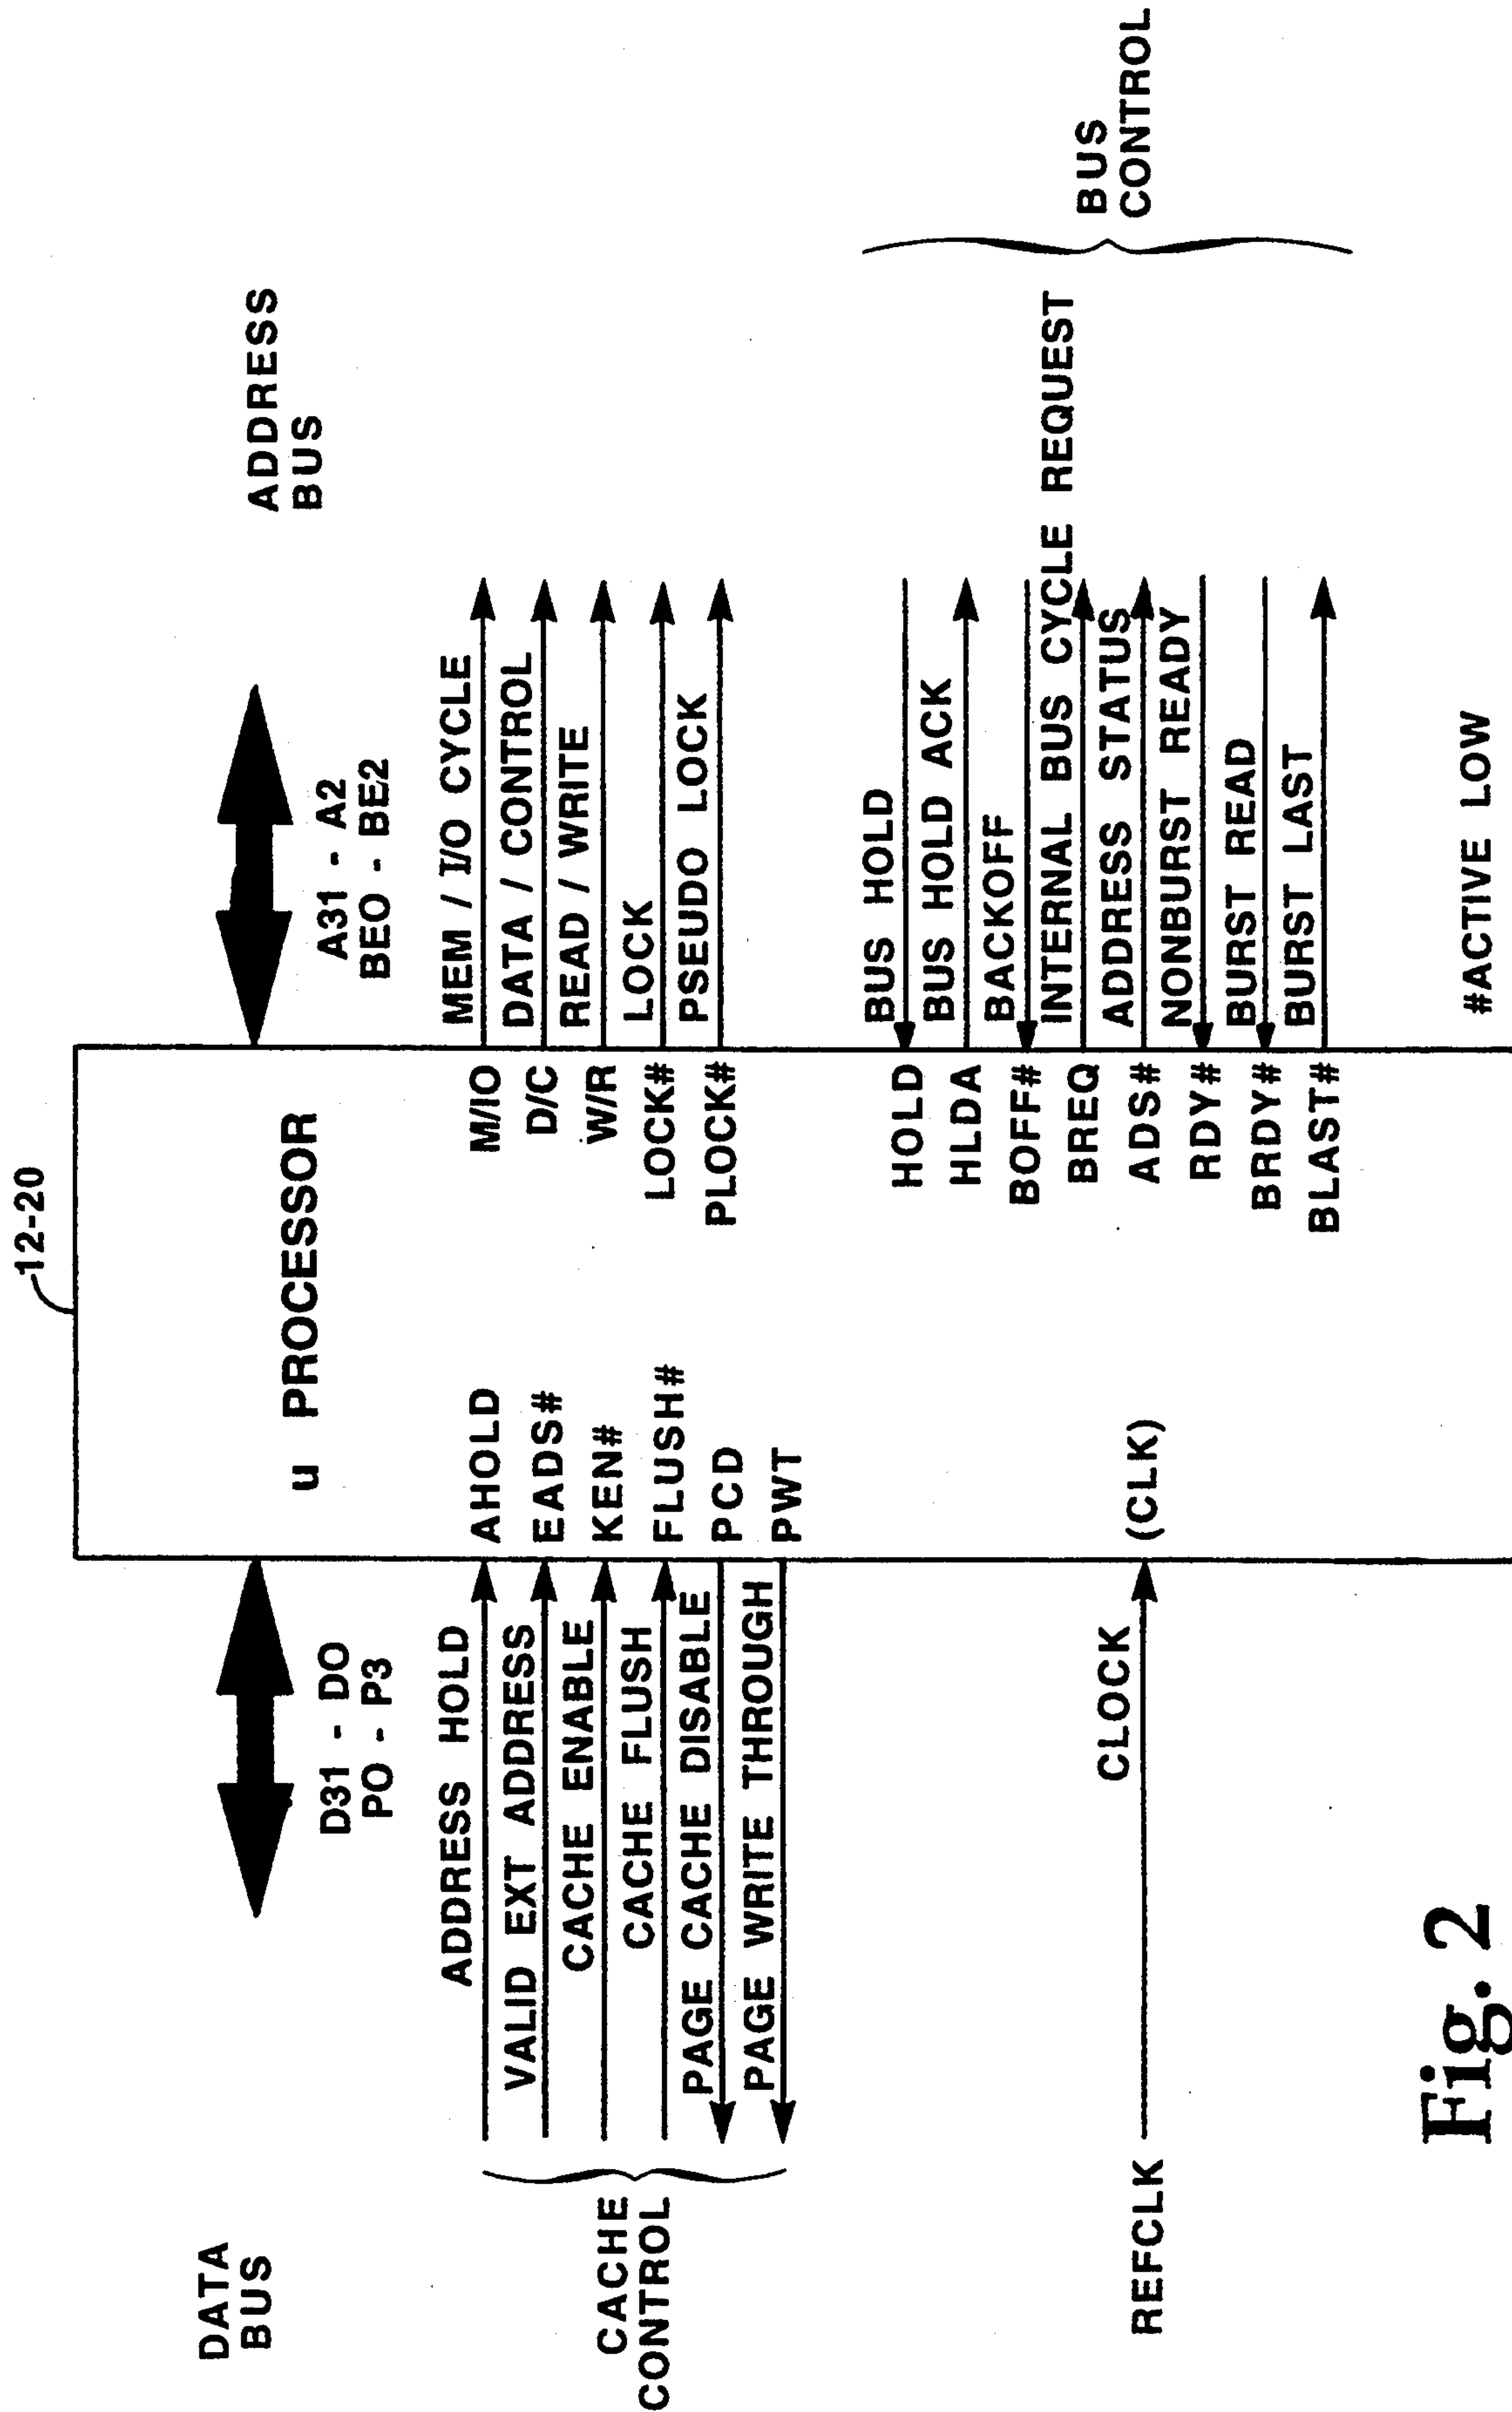 12-20
DATA
BUS
D31 - DO
PO - P3
u PROCESSOR
A31 - A2
BEO - BE2
ADDRESS
BUS
CACHE
CONTROL
ADDRESS HOLD
AHOLD
VALID EXT ADDRESS
EADS#
CACHE ENABLE
KEN#
CACHE FLUSH
FLUSH#
PAGE CACHE DISABLE
PCD
PAGE WRITE THROUGH
PWT
M/IO
MEM / I/O CYCLE
D/C
DATA / CONTROL
W/R
READ / WRITE
LOCK#
LOCK
PLOCK#
PSEUDO LOCK
REFCLK
CLOCK
(CLK)
HOLD
BUS HOLD
HLDA
BUS HOLD ACK
BOFF#
BACKOFF
BREQ
INTERNAL BUS CYCLE REQUEST
ADS#
ADDRESS STATUS
RDY#
NONBURST READY
BRDY#
BURST READ
BLAST#
BURST LAST
BUS
CONTROL
#ACTIVE LOW
Fig. 2